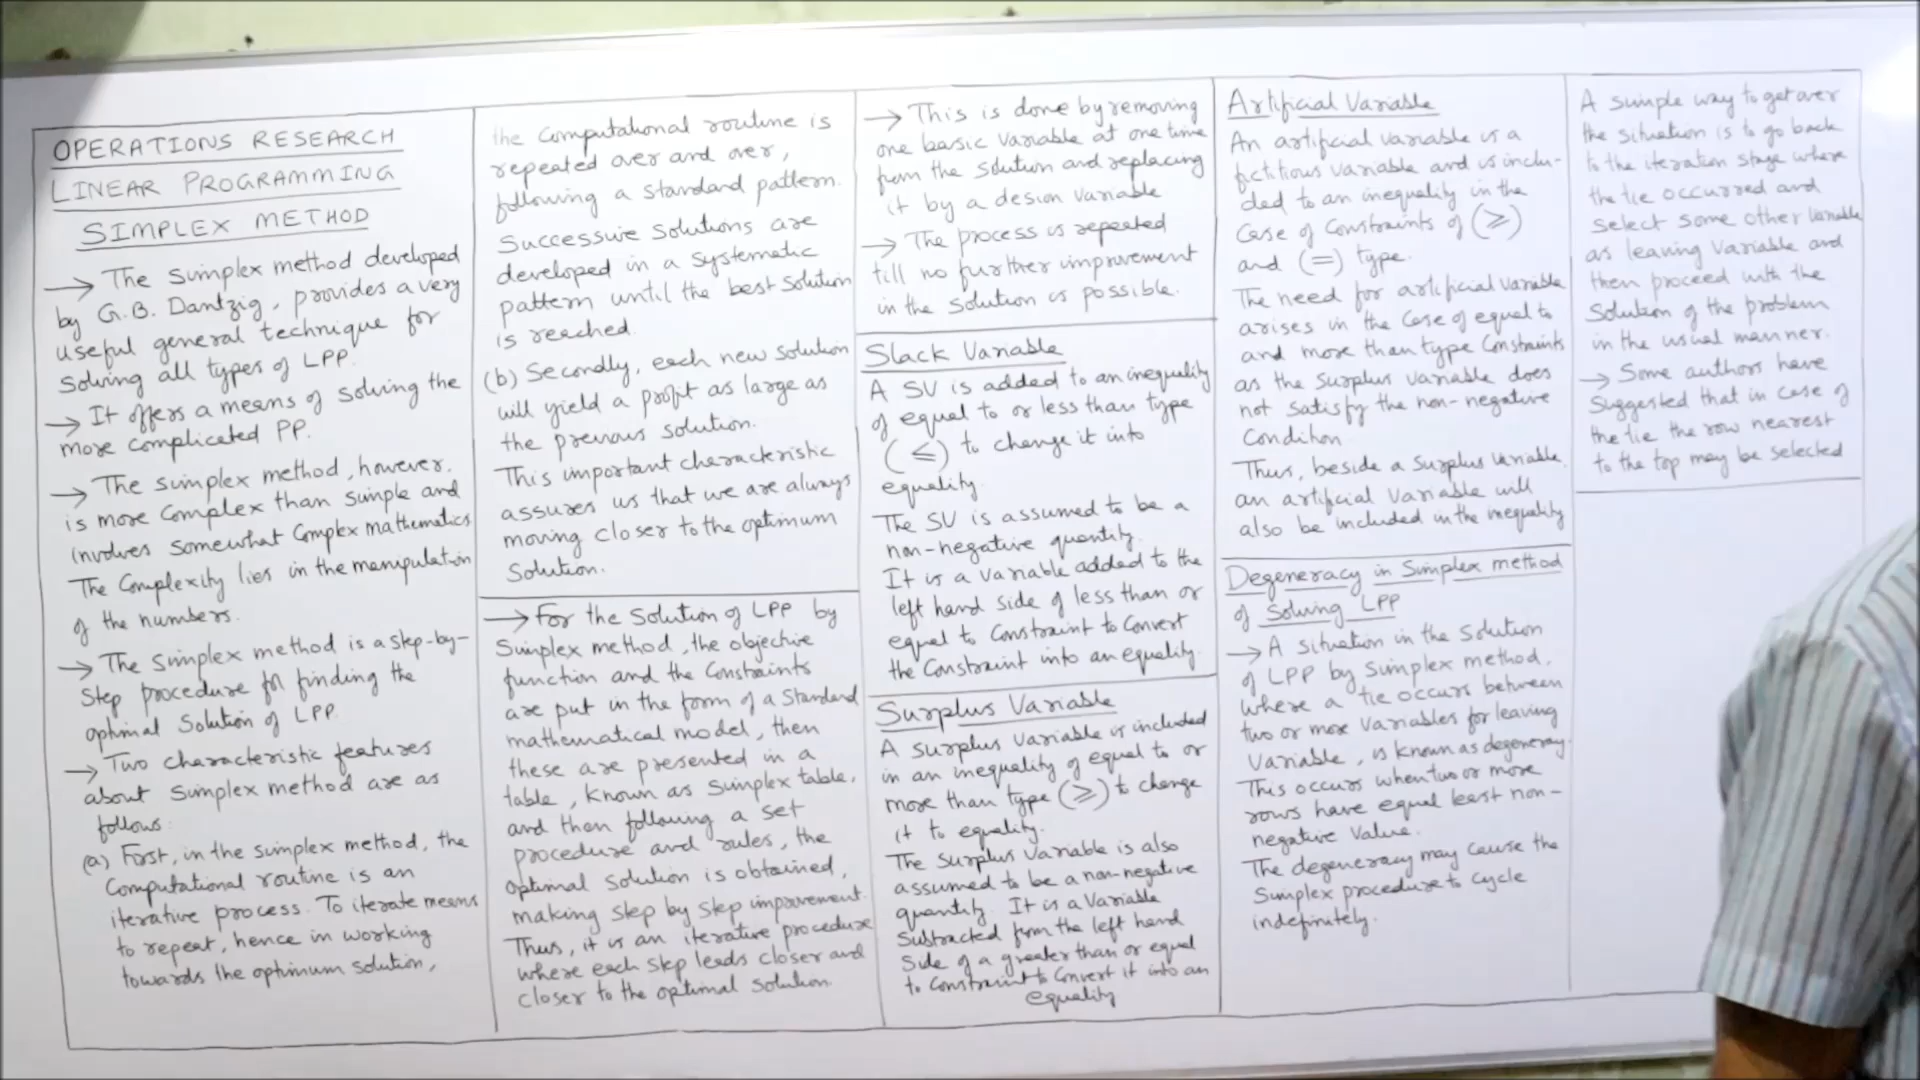 OPERATIONS RESEARCH
LINEAR PROGRAMMING
SIMPLEX METHOD
→ The simplex method developed
by G.B. Dantzig, provides a very
useful general technique for
solving all types of LPP.
→ It offers a means of solving the
more complicated PP.
→ The simplex method, however,
is more complex than simple and
involves somewhat complex mathematics
The complexity lies in the manipulation
of the numbers.
→ The simplex method is a step-by-
step procedure for finding the
optimal solution of LPP.
→ Two characteristic features
about simplex method are as
follows.
(a) First, in the simplex method, the
computational routine is an
iterative process. To iterate means
to repeat, hence in working
towards the optimum solution,
the computational routine is
repeated over and over,
following a standard pattern.
Successive solutions are
developed in a systematic
pattern until the best solution
is reached.
(b) Secondly, each new solution
will yield a profit as large as
the previous solution.
This important characteristic
assures us that we are always
moving closer to the optimum
solution.
→ For the solution of LPP by
simplex method, the objective
function and the constraints
are put in the form of a standard
mathematical model, then
these are presented in a
table, known as simplex table,
and then following a set
procedure and rules, the
optimal solution is obtained,
making step by step improvement.
Thus, it is an iterative procedure
where each step leads closer and
closer to the optimal solution.
→ This is done by removing
one basic variable at one time
from the solution and replacing
it by a design variable
→ The process is repeated
till no further improvement
in the solution is possible.
Slack Variable
A SV is added to an inequality
of equal to or less than type
(≤) to change it into
equality.
The SV is assumed to be a
non-negative quantity.
It is a variable added to the
left hand side of less than or
equal to constraint to convert
the constraint into an equality.
Surplus Variable
A surplus variable is included
in an inequality of equal to or
more than type (≥) to change
it to equality.
The surplus variable is also
assumed to be a non-negative
quantity. It is a variable
substracted from the left hand
side of a greater than or equal
to constraint to convert it into an
equality
Artificial Variable
An artificial variable is a
fictitious variable and is inclu-
ded to an inequality in the
case of constraints of (≥)
and (=) type.
The need for artificial variable
arises in the case of equal to
and more than type constraints
as the surplus variable does
not satisfy the non-negative
condition
Thus, beside a surplus variable,
an artificial variable will
also be included in the inequality
Degeneracy in Simplex method
of solving LPP
→ A situation in the solution
of LPP by simplex method,
where a tie occurs between
two or more variables for leaving
variable, is known as degeneracy.
This occurs when two or more
rows have equal least non-
negative value.
The degeneracy may cause the
simplex procedure to cycle
indefinitely.
A simple way to get over
the situation is to go back
to the iteration stage where
the tie occurred and
select some other variable
as leaving variable and
then proceed with the
solution of the problem
in the usual manner.
→ Some authors have
suggested that in case of
the tie the row nearest
to the top may be selected